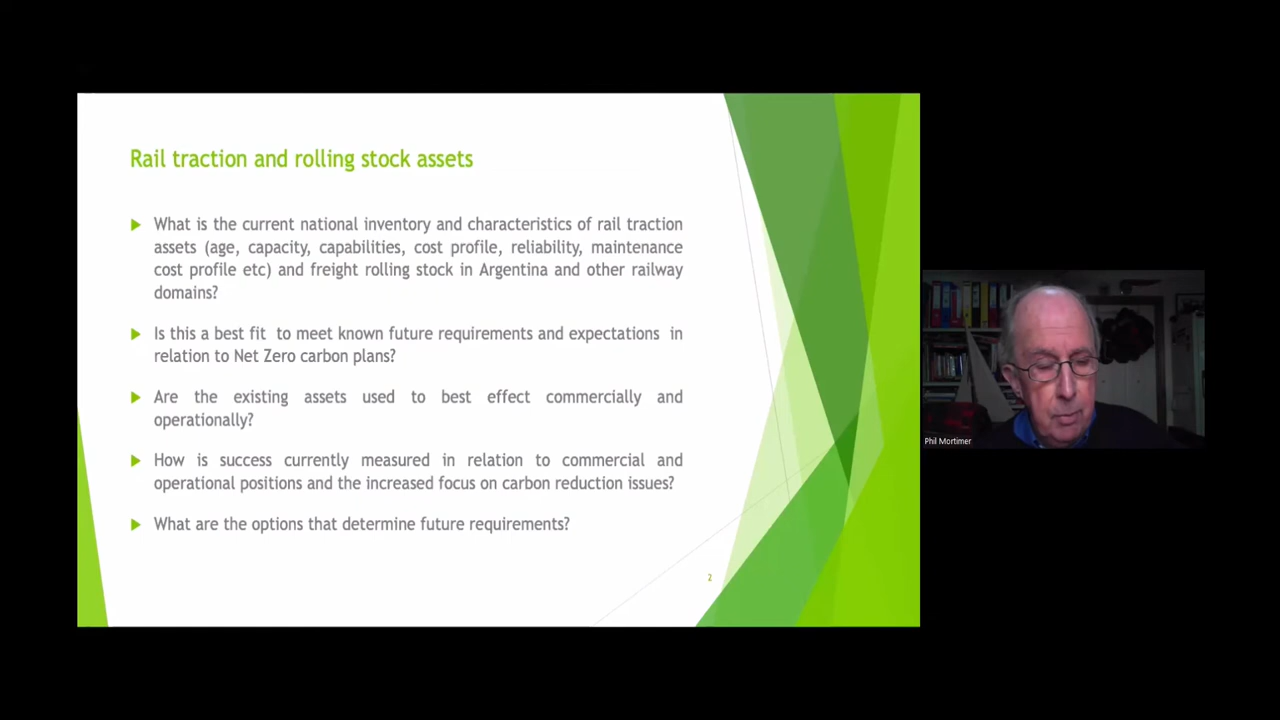 Rail traction and rolling stock assets
What is the current national inventory and characteristics of rail traction
assets (age, capacity, capabilities, cost profile, reliability, maintenance
cost profile etc) and freight rolling stock in Argentina and other railway
domains?
Is this a best fit to meet known future requirements and expectations in
relation to Net Zero carbon plans?
Are the existing assets used to best effect commercially and
operationally?
How is success currently measured in relation to commercial and
operational positions and the increased focus on carbon reduction issues?
What are the options that determine future requirements?
2
Phil Mortimer